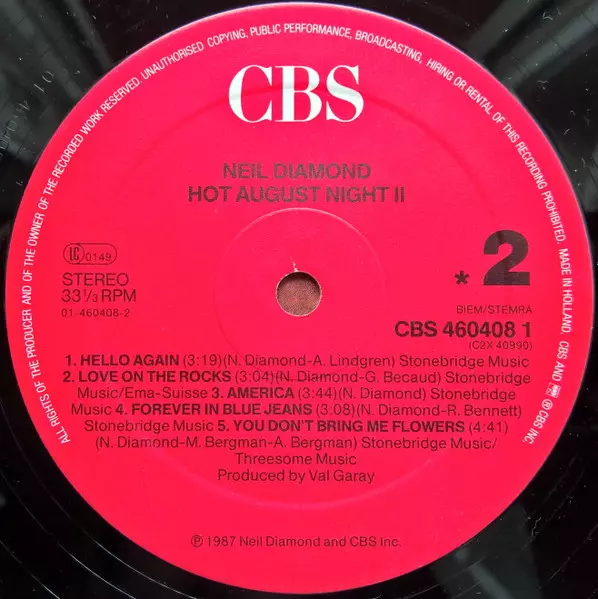 ALL RIGHTS OF THE PRODUCER AND OF THE OWNER OF THE RECORDED WORK RESERVED. UNAUTHORISED COPYING, PUBLIC PERFORMANCE, BROADCASTING, HIRING OR RENTAL OF THIS RECORDING PROHIBITED. MADE IN HOLLAND. CBS AND ℗ CBS INC.
CBS
NEIL DIAMOND
HOT AUGUST NIGHT II
LC 0149
STEREO
33 1/3 RPM
01-460408-2
* 2
BIEM/STEMRA
CBS 460408 1
(C2X 40990)
1. HELLO AGAIN (3:19)(N. Diamond-A. Lindgren) Stonebridge Music
2. LOVE ON THE ROCKS (3:04)(N. Diamond-G. Becaud) Stonebridge
Music/Ema-Suisse 3. AMERICA (3:44)(N. Diamond) Stonebridge
Music 4. FOREVER IN BLUE JEANS (3:08)(N. Diamond-R. Bennett)
Stonebridge Music 5. YOU DON'T BRING ME FLOWERS (4:41)
(N. Diamond-M. Bergman-A. Bergman) Stonebridge Music/
Threesome Music
Produced by Val Garay
℗ 1987 Neil Diamond and CBS Inc.